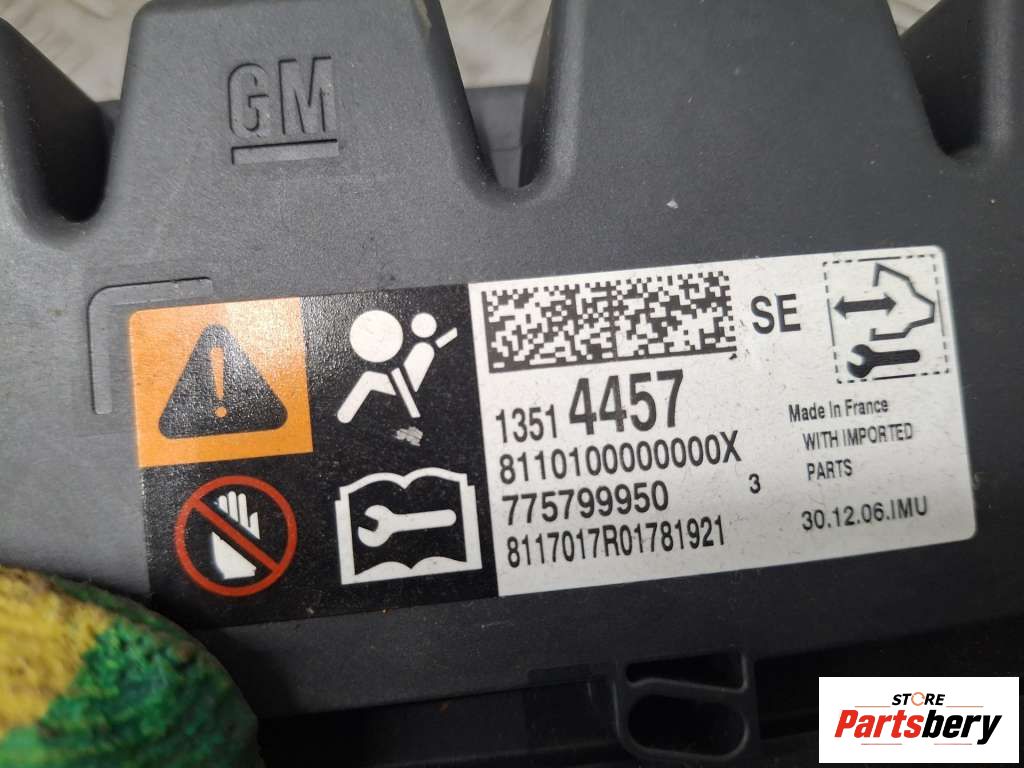 GM
SE
1351 4457
8110100000000X
775799950
3
8117017R01781921
Made In France
WITH IMPORTED
PARTS
30.12.06.IMU
STORE
Partsbery